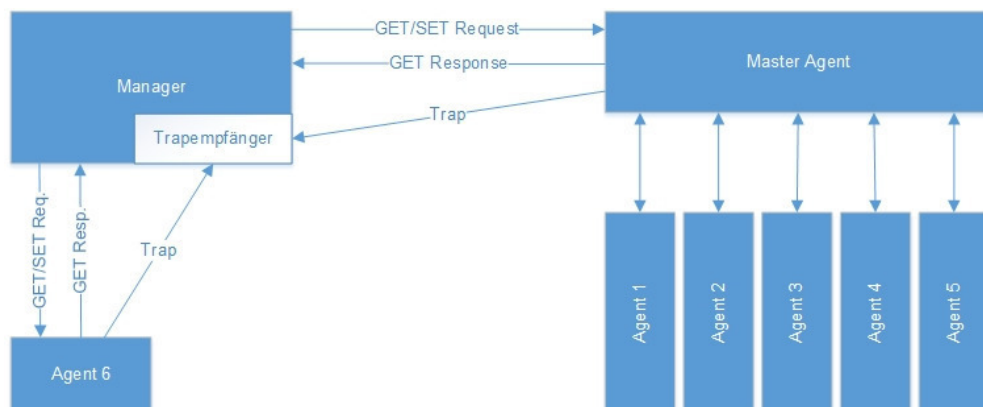 GET/SET Request
GET Response
Manager
Master Agent
Trap
Trapempfänger
GET/SET Req.
GET Resp.
Trap
Agent 1
Agent 2
Agent 3
Agent 4
Agent 5
Agent 6